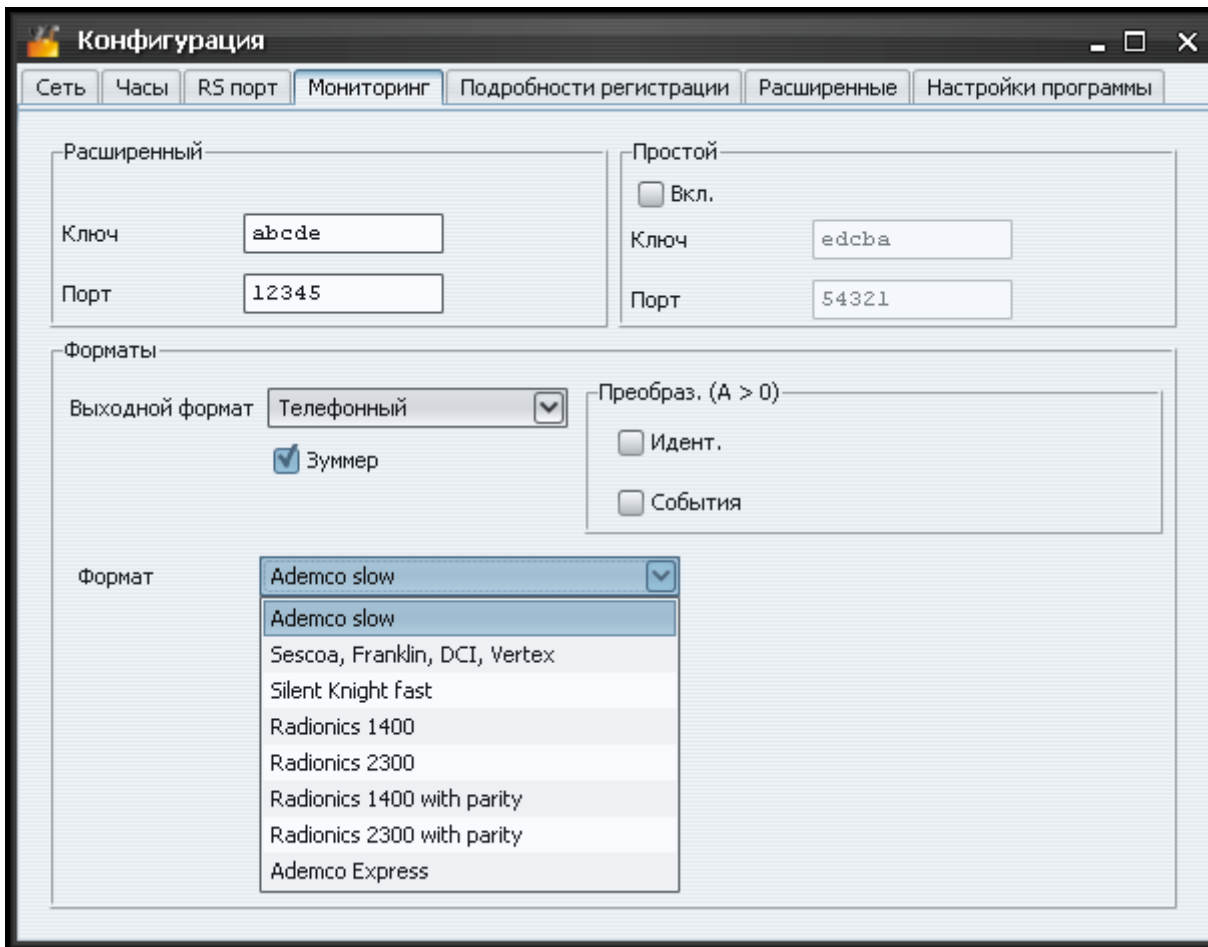 Конфигурация
Сеть Часы RS порт Мониторинг Подробности регистрации Расширенные Настройки программы
Расширенный
Ключ abcde
Порт 12345
Простой
Вкл.
Ключ edcba
Порт 54321
Форматы
Выходной формат Телефонный
Зуммер
Преобраз. (A > 0)
Идент.
События
Формат Ademco slow
Ademco slow
Sescoa, Franklin, DCI, Vertex
Silent Knight fast
Radionics 1400
Radionics 2300
Radionics 1400 with parity
Radionics 2300 with parity
Ademco Express